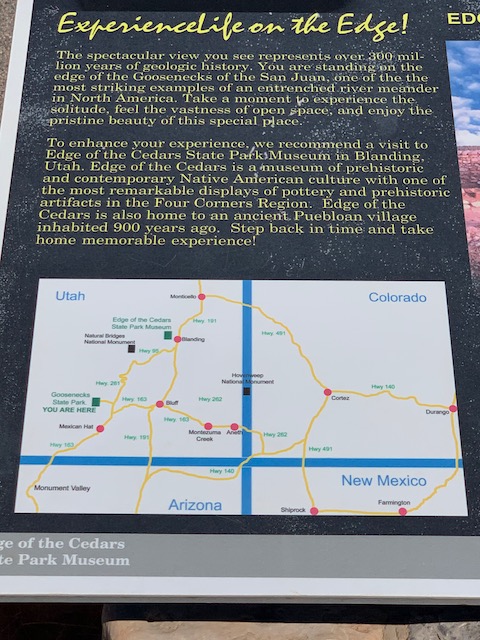 ExperienceLife on the Edge!
ED
The spectacular view you see represents over 300 mil-
lion years of geologic history. You are standing on the
edge of the Goosenecks of the San Juan, one of the the
most striking examples of an entrenched river meander
in North America. Take a moment to experience the
solitude, feel the vastness of open space, and enjoy the
pristine beauty of this special place.
To enhance your experience, we recommend a visit to
Edge of the Cedars State Park Museum in Blanding,
Utah. Edge of the Cedars is a museum of prehistoric
and contemporary Native American culture with one of
the most remarkable displays of pottery and prehistoric
artifacts in the Four Corners Region. Edge of the
Cedars is also home to an ancient Puebloan village
inhabited 900 years ago. Step back in time and take
home memorable experience!
Utah
Monticello
Colorado
Edge of the Cedars
State Park Museum
Hwy. 191
Hwy. 491
Natural Bridges
National Monument
Blanding
Hwy 95
Hovenweep
National Monument
Hwy. 261
Hwy. 140
Goosenecks
State Park
YOU ARE HERE
Hwy. 163
Bluff
Hwy. 262
Cortez
Durango
Hwy. 163
Mexican Hat
Montezuma
Creek
Aneth
Hwy. 163
Hwy. 191
Hwy. 262
Hwy. 491
Hwy. 140
Monument Valley
New Mexico
Arizona
Shiprock
Farmington
ge of the Cedars
te Park Museum